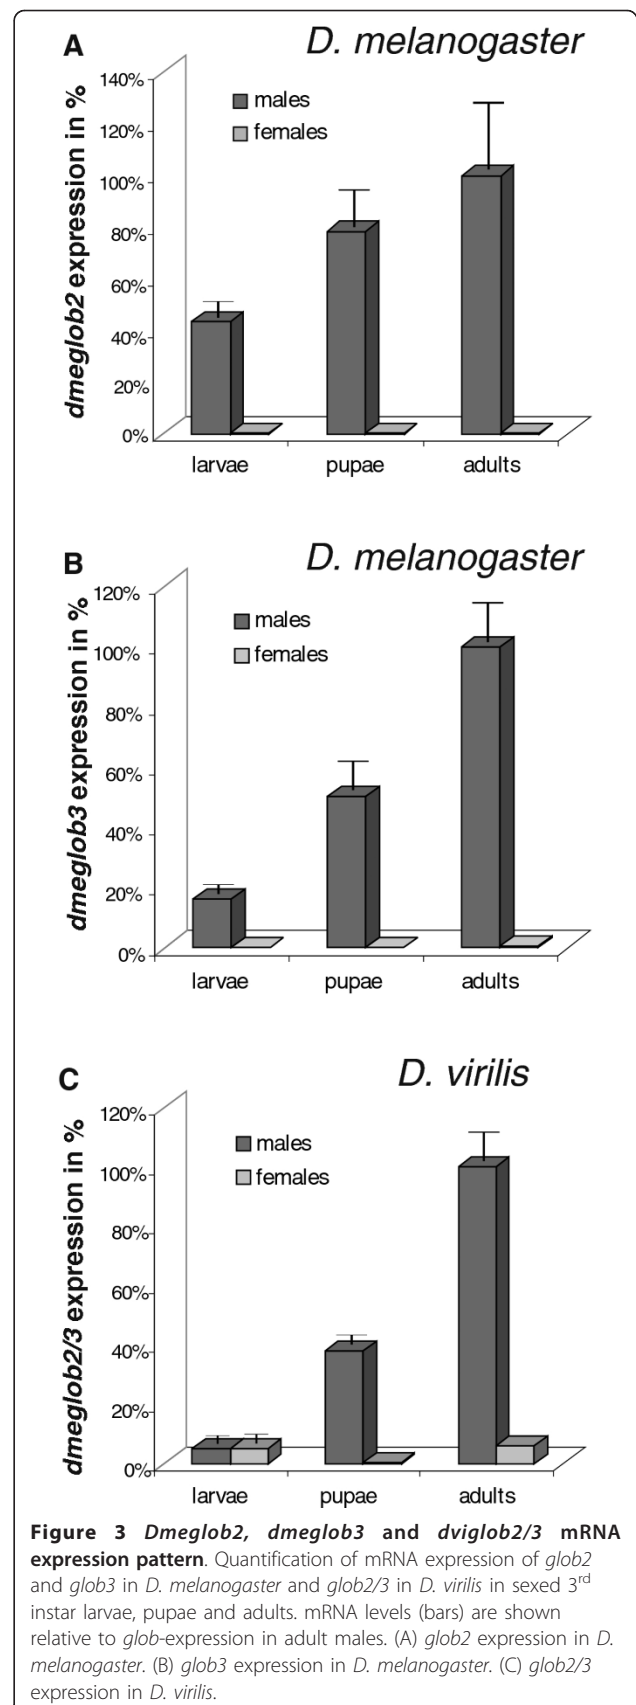 A
D. melanogaster
dmeglob2 expression in %
140%
120%
100%
80%
60%
40%
20%
0%
males
females
larvae
pupae
adults
B
D. melanogaster
dmeglob3 expression in %
120%
100%
80%
60%
40%
20%
0%
males
females
larvae
pupae
adults
C
D. virilis
dmeglob2/3 expression in %
120%
100%
80%
60%
40%
20%
0%
males
females
larvae
pupae
adults
Figure 3 Dmeglob2, dmeglob3 and dviglob2/3 mRNA
expression pattern. Quantification of mRNA expression of glob2
and glob3 in D. melanogaster and glob2/3 in D. virilis in sexed 3rd
instar larvae, pupae and adults. mRNA levels (bars) are shown
relative to glob-expression in adult males. (A) glob2 expression in D.
melanogaster. (B) glob3 expression in D. melanogaster. (C) glob2/3
expression in D. virilis.